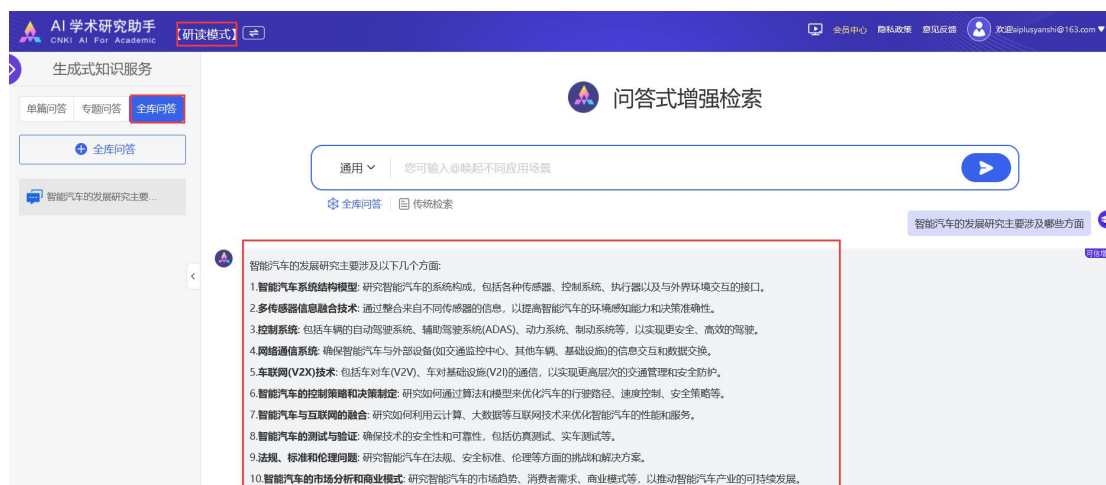 AI 学术研究助手
CNKI AI For Academic
【研读模式】
会员中心 隐私政策 意见反馈 欢迎aiplusyanshi@163.com
生成式知识服务
单篇问答 专题问答 全库问答
全库问答
智能汽车的发展研究主要...
问答式增强检索
通用 您可输入@唤起不同应用场景
全库问答 传统检索
智能汽车的发展研究主要涉及哪些方面
可信增
智能汽车的发展研究主要涉及以下几个方面:
1.智能汽车系统结构模型: 研究智能汽车的系统构成，包括各种传感器、控制系统、执行器以及与外界环境交互的接口。
2.多传感器信息融合技术: 通过整合来自不同传感器的信息，以提高智能汽车的环境感知能力和决策准确性。
3.控制系统: 包括车辆的自动驾驶系统、辅助驾驶系统(ADAS)、动力系统、制动系统等，以实现更安全、高效的驾驶。
4.网络通信系统: 确保智能汽车与外部设备(如交通监控中心、其他车辆、基础设施)的信息交互和数据交换。
5.车联网(V2X)技术: 包括车对车(V2V)、车对基础设施(V2I)的通信，以实现更高层次的交通管理和安全防护。
6.智能汽车的控制策略和决策制定: 研究如何通过算法和模型来优化汽车的行驶路径、速度控制、安全策略等。
7.智能汽车与互联网的融合: 研究如何利用云计算、大数据等互联网技术来优化智能汽车的性能和服务。
8.智能汽车的测试与验证: 确保技术的安全性和可靠性，包括仿真测试、实车测试等。
9.法规、标准和伦理问题: 研究智能汽车在法规、安全标准、伦理等方面的挑战和解决方案。
10.智能汽车的市场分析和商业模式: 研究智能汽车的市场趋势、消费者需求、商业模式等，以推动智能汽车产业的可持续发展。